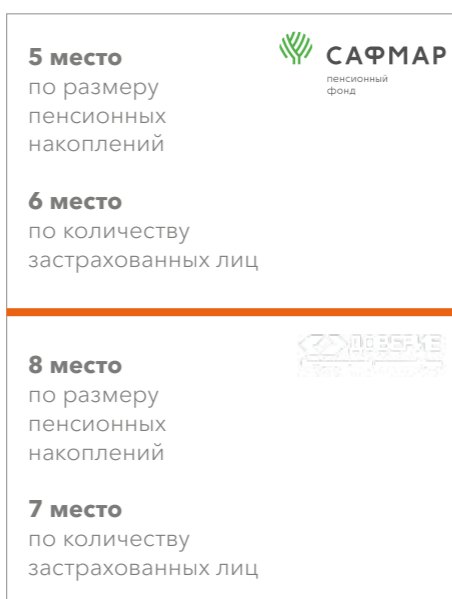 5 место
по размеру
пенсионных
накоплений
САФМАР
пенсионный
фонд
6 место
по количеству
застрахованных лиц
ДОВЕРИЕ
8 место
по размеру
пенсионных
накоплений
7 место
по количеству
застрахованных лиц